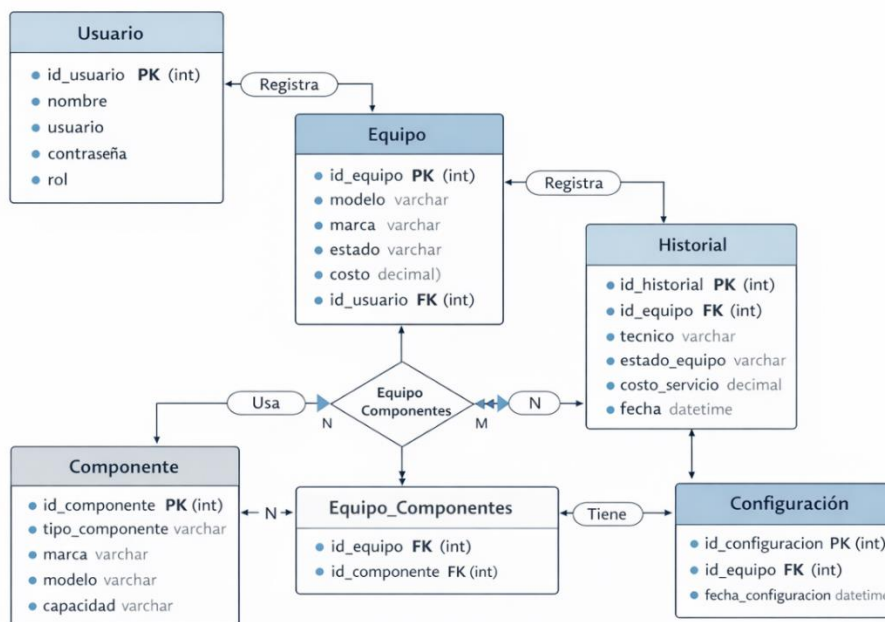 Usuario
id_usuario PK (int)
nombre
usuario
contraseña
rol
Registra
Equipo
id_equipo PK (int)
modelo varchar
marca varchar
estado varchar
costo decimal)
id_usuario FK (int)
Registra
Historial
id_historial PK (int)
id_equipo FK (int)
tecnico varchar
estado_equipo varchar
costo_servicio decimal
fecha datetime
Usa
N
Equipo
Componentes
M
N
Componente
id_componente PK (int)
tipo_componente varchar
marca varchar
modelo varchar
capacidad varchar
N
Equipo_Componentes
id_equipo FK (int)
id_componente FK (int)
Tiene
Configuración
id_configuracion PK (int)
id_equipo FK (int)
fecha_configuracion datetime